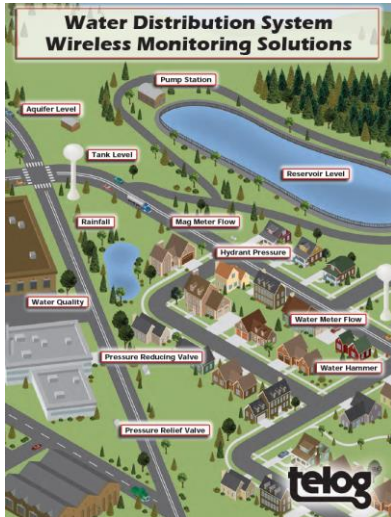 Water Distribution System
Wireless Monitoring Solutions
Pump Station
Aquifer Level
Tank Level
Reservoir Level
Rainfall
Mag Meter Flow
Hydrant Pressure
Water Quality
Water Meter Flow
Pressure Reducing Valve
Water Hammer
Pressure Relief Valve
telog